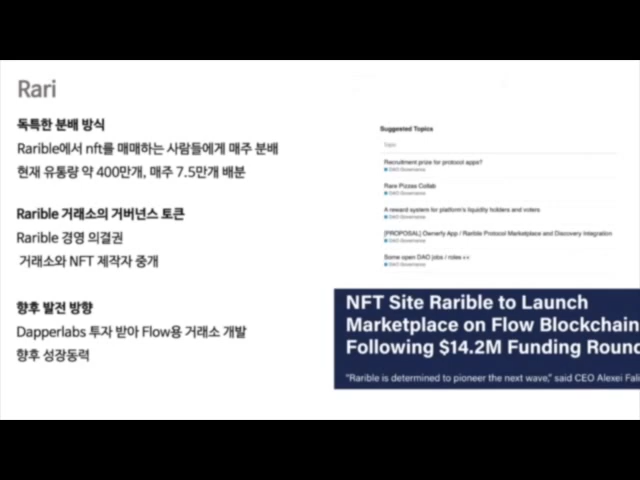 Rari
독특한 분배 방식
Rarible에서 nft를 매매하는 사람들에게 매주 분배
현재 유통량 약 400만개, 매주 7.5만개 배분
Rarible 거래소의 거버넌스 토큰
Rarible 경영 의결권
거래소와 NFT 제작자 중개
향후 발전 방향
Dapperlabs 투자 받아 Flow용 거래소 개발
향후 성장동력
Suggested Topics
Topic
Recruitment prize for protocol apps?
DAO Governance
Rare Pizzas Collab
DAO Governance
A reward system for platform's liquidity holders and voters
DAO Governance
[PROPOSAL] Ownerfy App / Rarible Protocol Marketplace and Discovery Integration
DAO Governance
Some open DAO jobs / roles ++
DAO Governance
NFT Site Rarible to Launch
Marketplace on Flow Blockchain
Following $14.2M Funding Roun
"Rarible is determined to pioneer the next wave," said CEO Alexei Fali